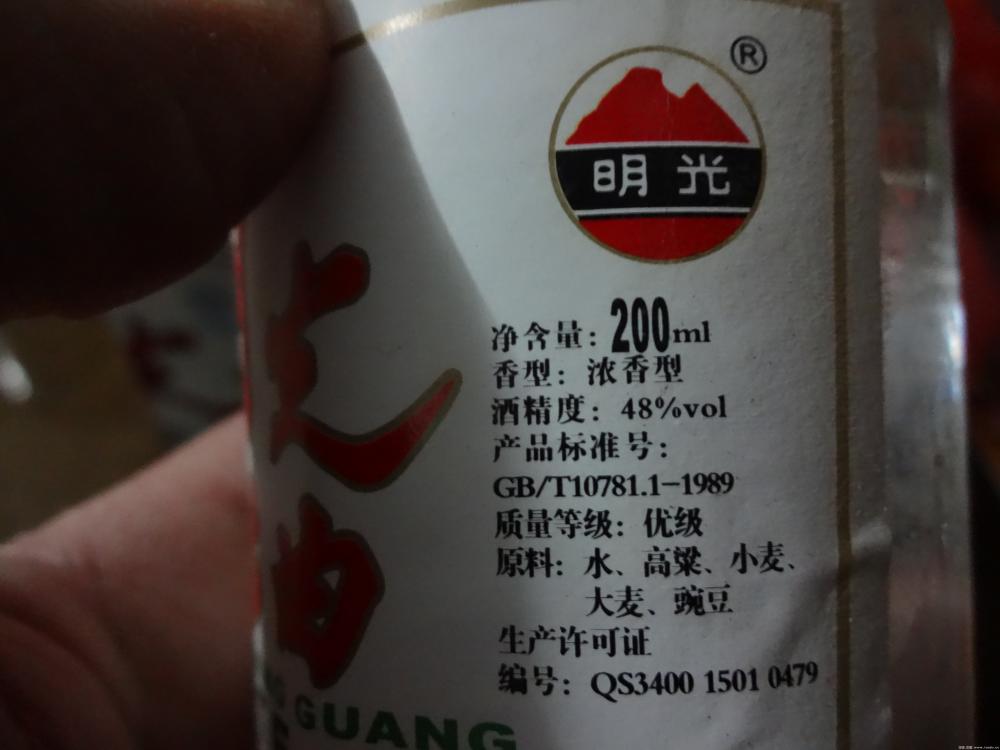 ®
明光
净含量：200ml
香型：浓香型
酒精度：48%vol
产品标准号：
GB/T10781.1-1989
质量等级：优级
原料：水、高粱、小麦、
大麦、豌豆
生产许可证
编号：QS3400 1501 0479
光
曲
GUANG